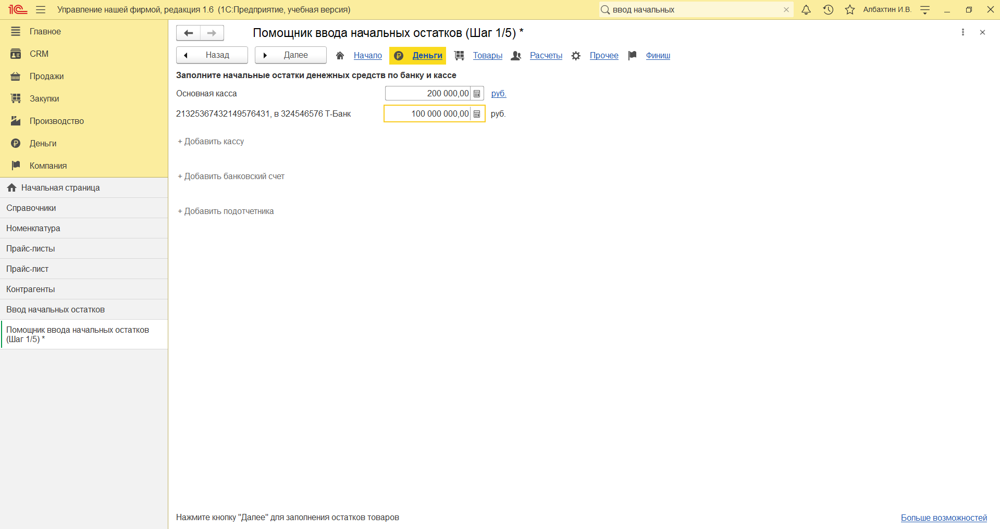 1С Управление нашей фирмой, редакция 1.6 (1С:Предприятие, учебная версия) ввод начальных Албахтин И.В.
Главное
CRM
Продажи
Закупки
Производство
Деньги
Компания
Начальная страница
Справочники
Номенклатура
Прайс-листы
Прайс-лист
Контрагенты
Ввод начальных остатков
Помощник ввода начальных остатков
(Шаг 1/5) *
Помощник ввода начальных остатков (Шаг 1/5) *
Назад Далее Начало Деньги Товары Расчеты Прочее Финиш
Заполните начальные остатки денежных средств по банку и кассе
Основная касса 200 000,00 руб.
21325367432149576431, в 324546576 Т-Банк 100 000 000,00 руб.
+ Добавить кассу
+ Добавить банковский счет
+ Добавить подотчетника
Нажмите кнопку "Далее" для заполнения остатков товаров Больше возможностей